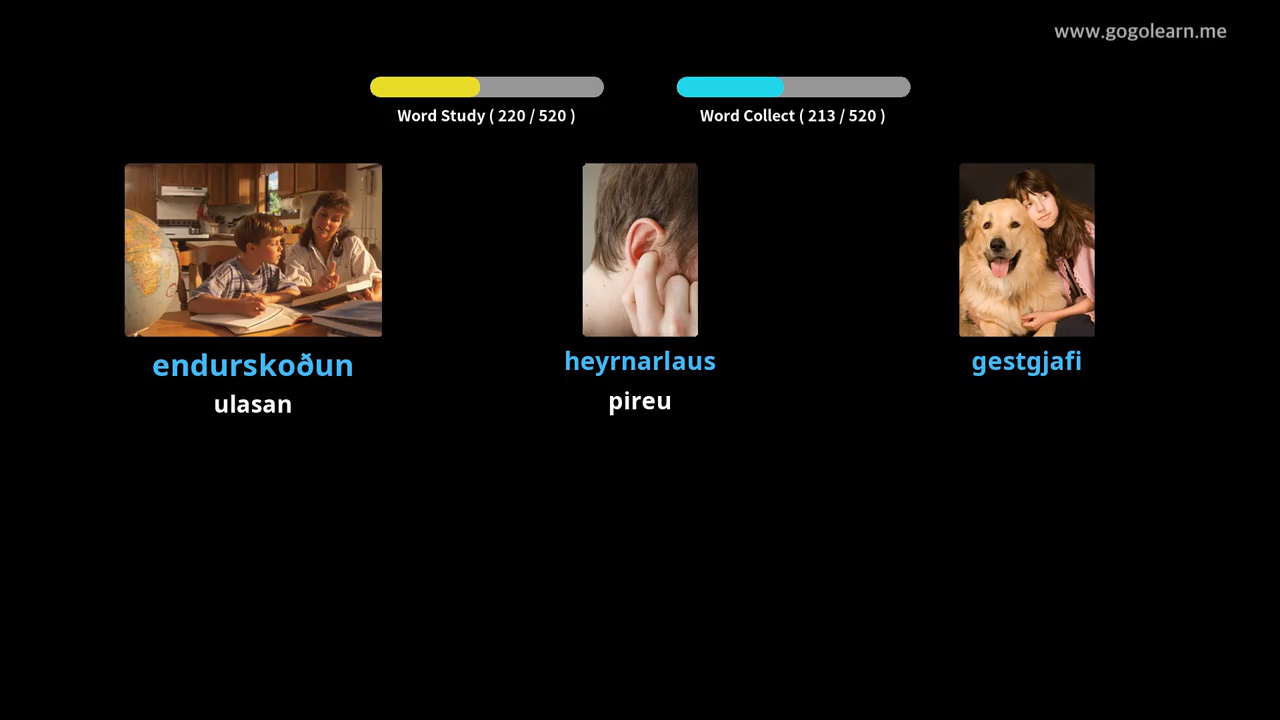 www.gogolearn.me
Word Study ( 220 / 520 )
Word Collect ( 213 / 520 )
endurskoðun
ulasan
heyrnarlaus
pireu
gestgjafi